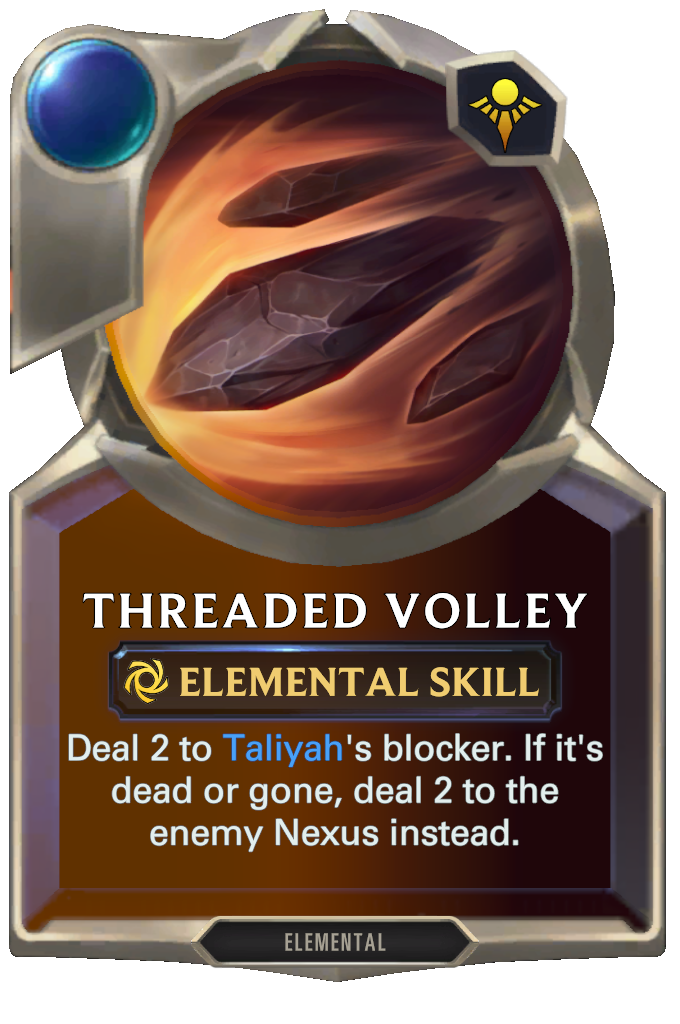 THREADED VOLLEY
ELEMENTAL SKILL
Deal 2 to Taliyah's blocker. If it's
dead or gone, deal 2 to the
enemy Nexus instead.
ELEMENTAL